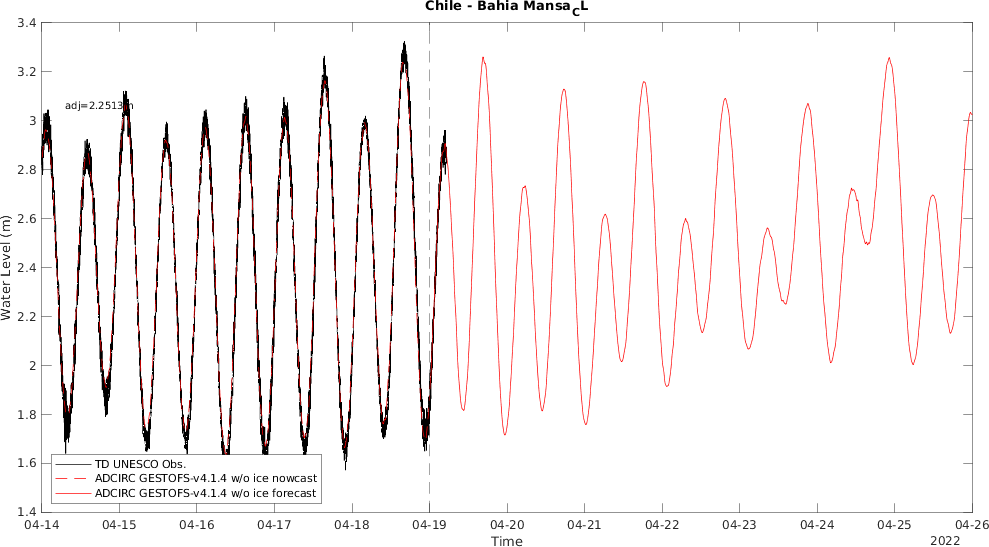 Chile - Bahia Mansa_CL
3.4
3.2
3
2.8
2.6
2.4
2.2
2
1.8
1.6
1.4
Water Level (m)
adj=2.2513m
TD UNESCO Obs.
ADCIRC GESTOFS-v4.1.4 w/o ice nowcast
ADCIRC GESTOFS-v4.1.4 w/o ice forecast
04-14 04-15 04-16 04-17 04-18 04-19 04-20 04-21 04-22 04-23 04-24 04-25 04-26
Time
2022